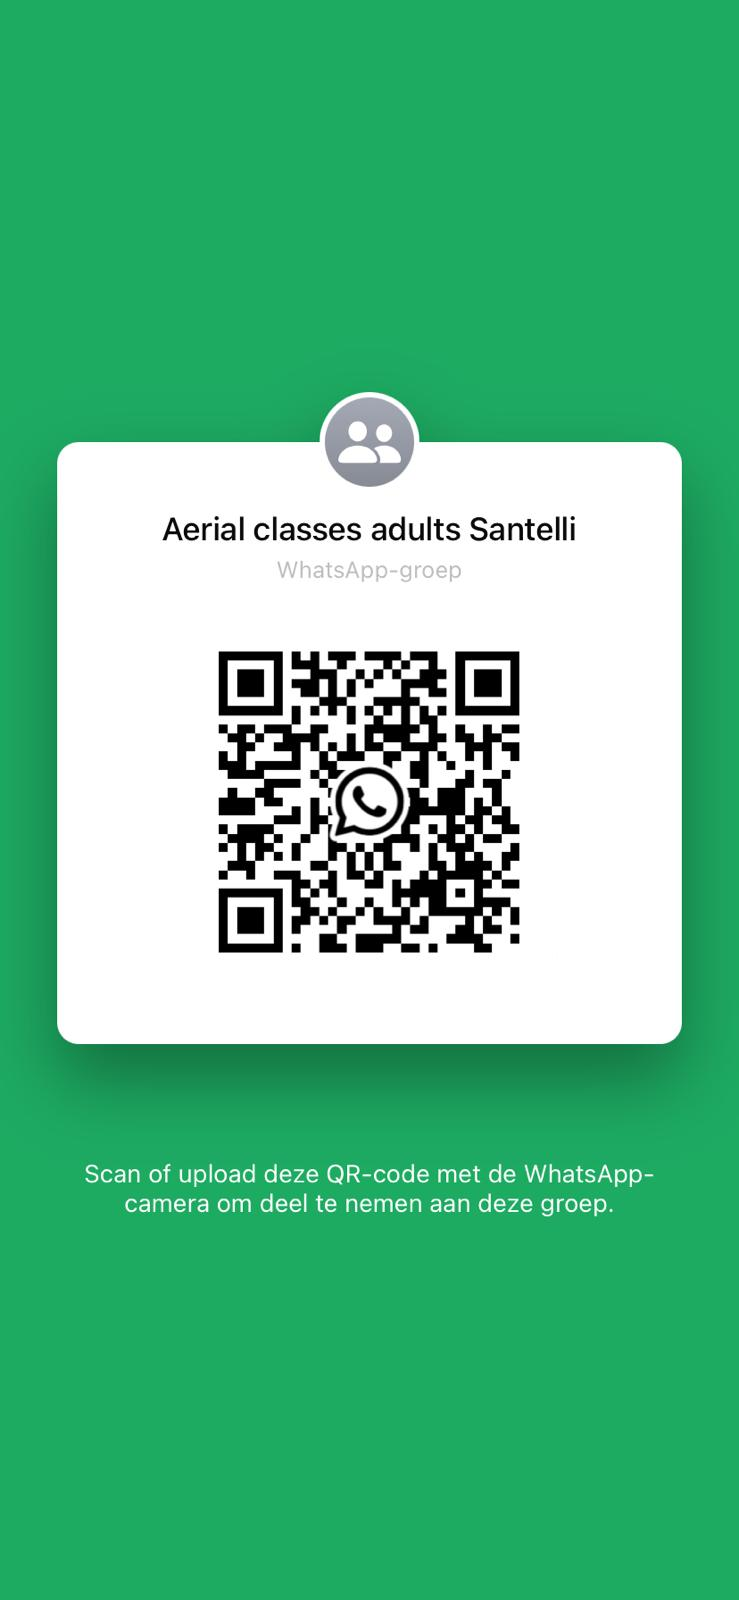 Aerial classes adults Santelli
WhatsApp-groep
Scan of upload deze QR-code met de WhatsApp-
camera om deel te nemen aan deze groep.